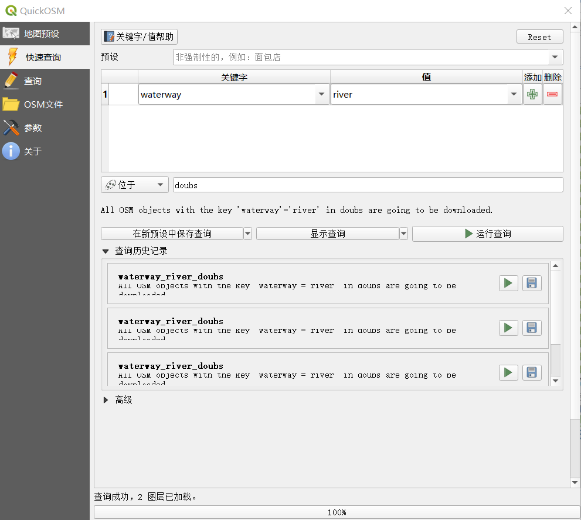 QuickOSM
地图预设
快速查询
查询
OSM文件
参数
关于
关键字/值帮助
Reset
预设
非强制性的，例如：面包店
关键字
值
添加
删除
1
waterway
river
位于
doubs
All OSM objects with the key 'waterway'='river' in doubs are going to be downloaded.
在新预设中保存查询
显示查询
运行查询
查询历史记录
waterway_river_doubs
All OSM objects with the key 'waterway'='river' in doubs are going to be
downloaded.
waterway_river_doubs
All OSM objects with the key 'waterway'='river' in doubs are going to be
downloaded.
waterway_river_doubs
All OSM objects with the key 'waterway'='river' in doubs are going to be
downloaded.
高级
查询成功，2 图层已加载。
100%